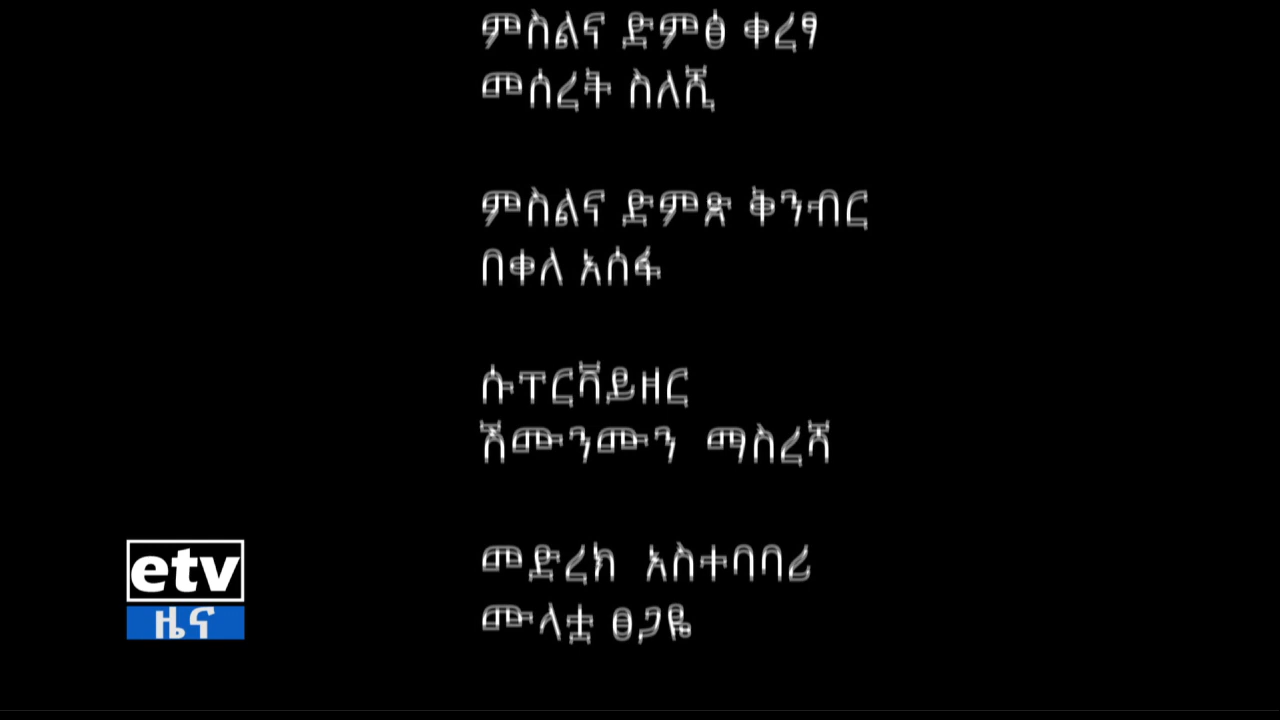 ምስልና ድምፅ ቀረፃ
መሰረት ስለሺ
ምስልና ድምጽ ቅንብር
በቀለ አሰፋ
ሱፐርቫይዘር
ሽሙንሙን ማስረሻ
መድረክ አስተባባሪ
ሙላቷ ፀጋዬ
etv
ዜና